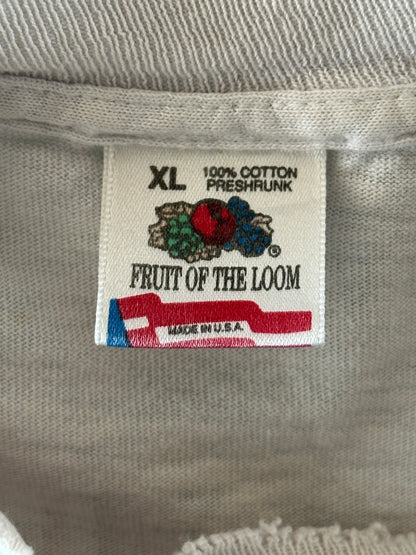 XL 100% COTTON
PRESHRUNK
®
FRUIT OF THE LOOM
MADE IN U.S.A.